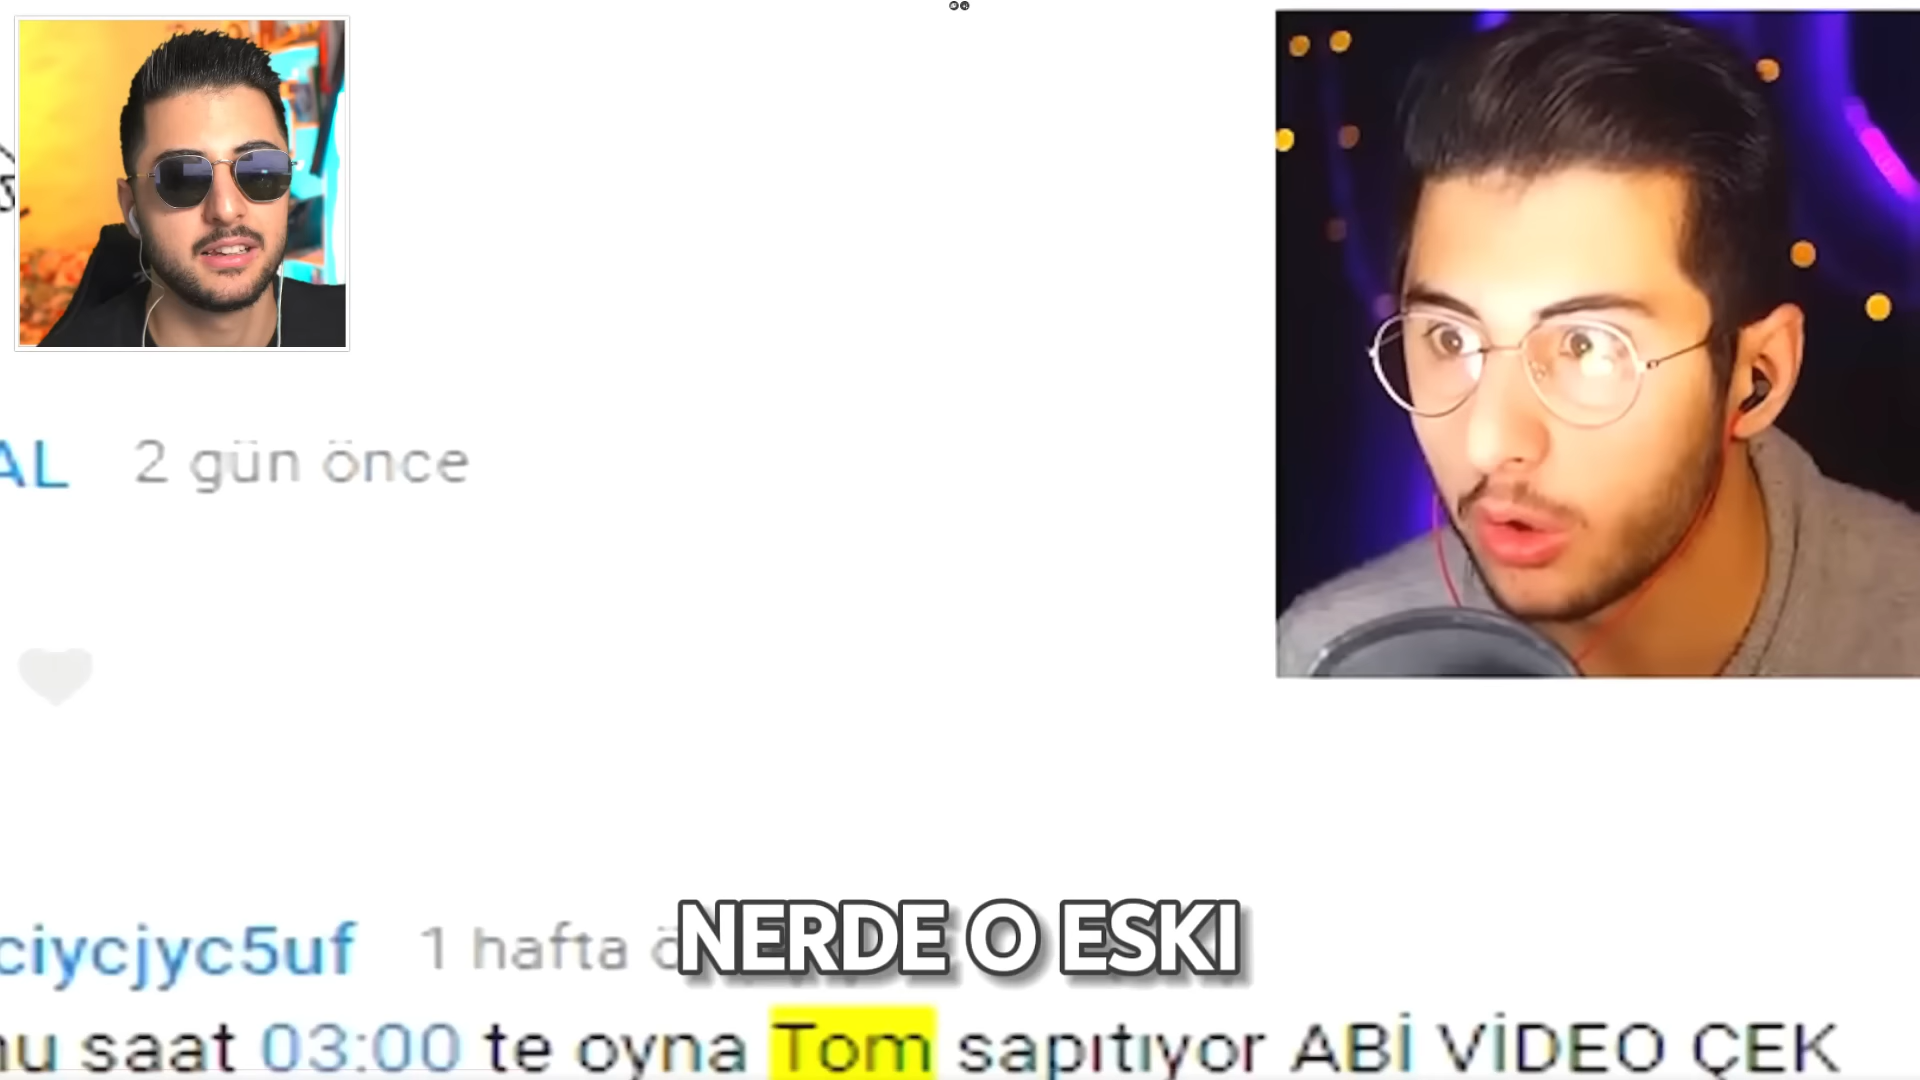 AL 2 gün önce
ciycjyc5uf 1 hafta ö
NERDE O ESKI
nu saat 03:00 te oyna Tom sapıtıyor ABİ VİDEO ÇEK